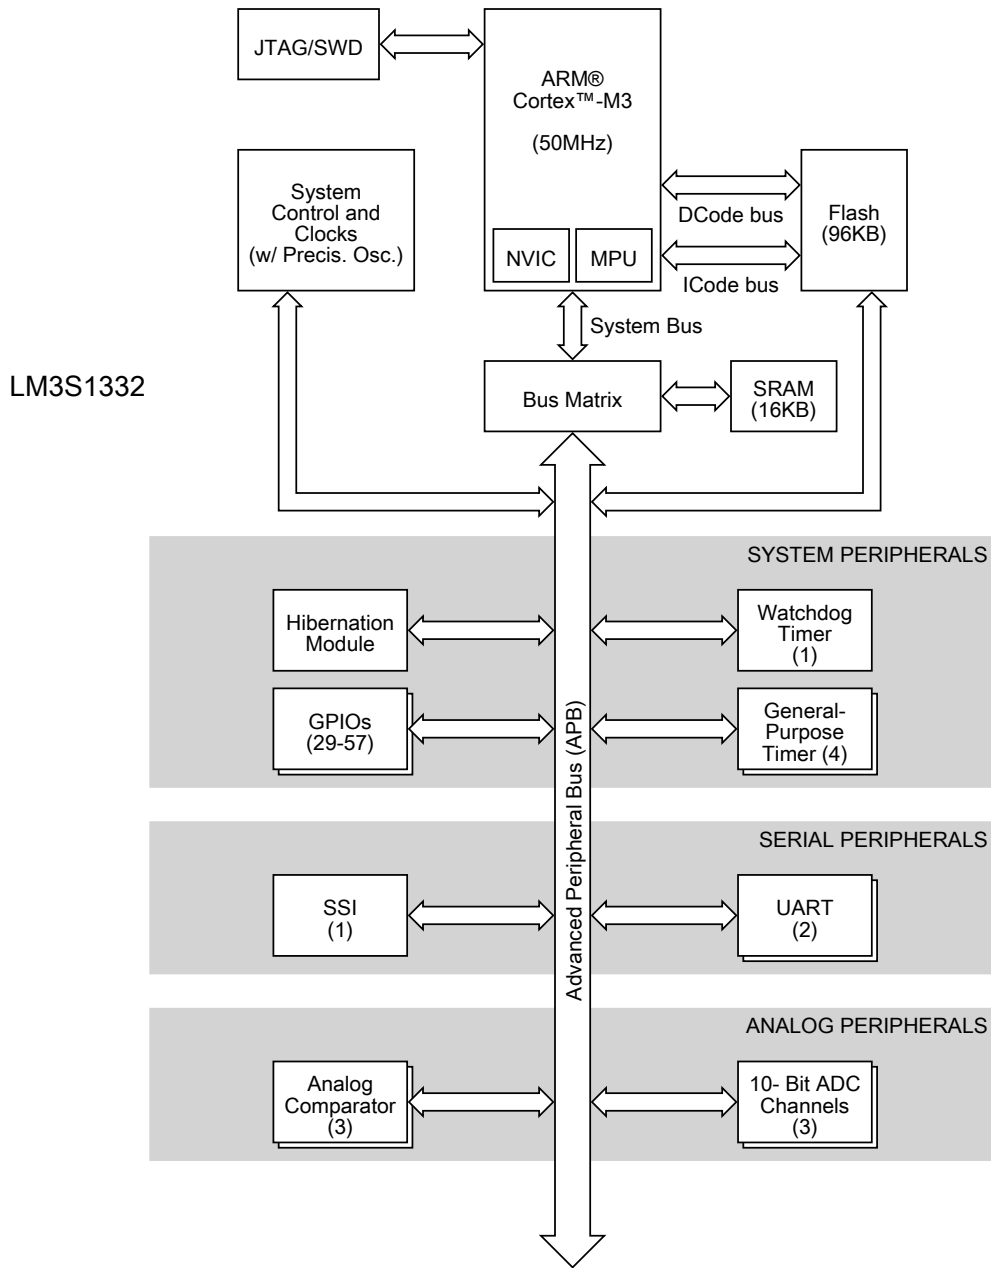 JTAG/SWD
ARM®
Cortex™-M3
(50MHz)
System
Control and
Clocks
(w/ Precis. Osc.)
NVIC
MPU
DCode bus
ICode bus
Flash
(96KB)
System Bus
LM3S1332
Bus Matrix
SRAM
(16KB)
Advanced Peripheral Bus (APB)
SYSTEM PERIPHERALS
Hibernation
Module
Watchdog
Timer
(1)
GPIOs
(29-57)
General-
Purpose
Timer (4)
SERIAL PERIPHERALS
SSI
(1)
UART
(2)
ANALOG PERIPHERALS
Analog
Comparator
(3)
10- Bit ADC
Channels
(3)